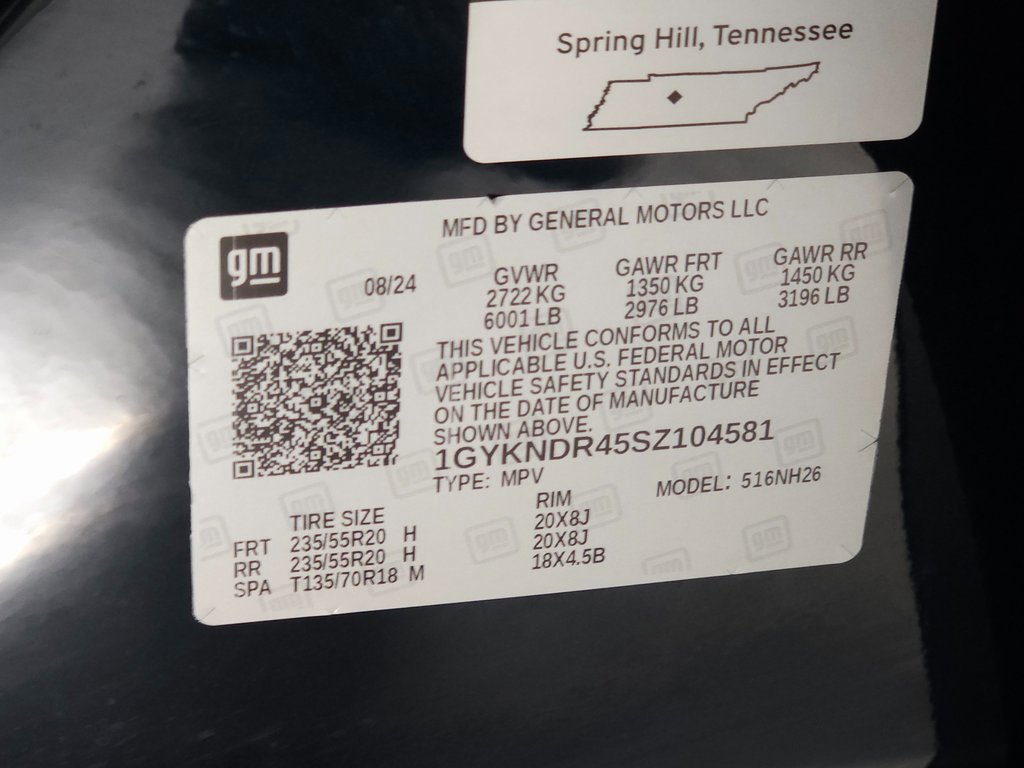 Spring Hill, Tennessee
MFD BY GENERAL MOTORS LLC
gm
08/24
GVWR
2722 KG
6001 LB
GAWR FRT
1350 KG
2976 LB
GAWR RR
1450 KG
3196 LB
THIS VEHICLE CONFORMS TO ALL
APPLICABLE U.S. FEDERAL MOTOR
VEHICLE SAFETY STANDARDS IN EFFECT
ON THE DATE OF MANUFACTURE
SHOWN ABOVE.
1GYKNDR45SZ104581
TYPE: MPV
MODEL: 516NH26
TIRE SIZE RIM
FRT 235/55R20 H 20X8J
RR 235/55R20 H 20X8J
SPA T135/70R18 M 18X4.5B